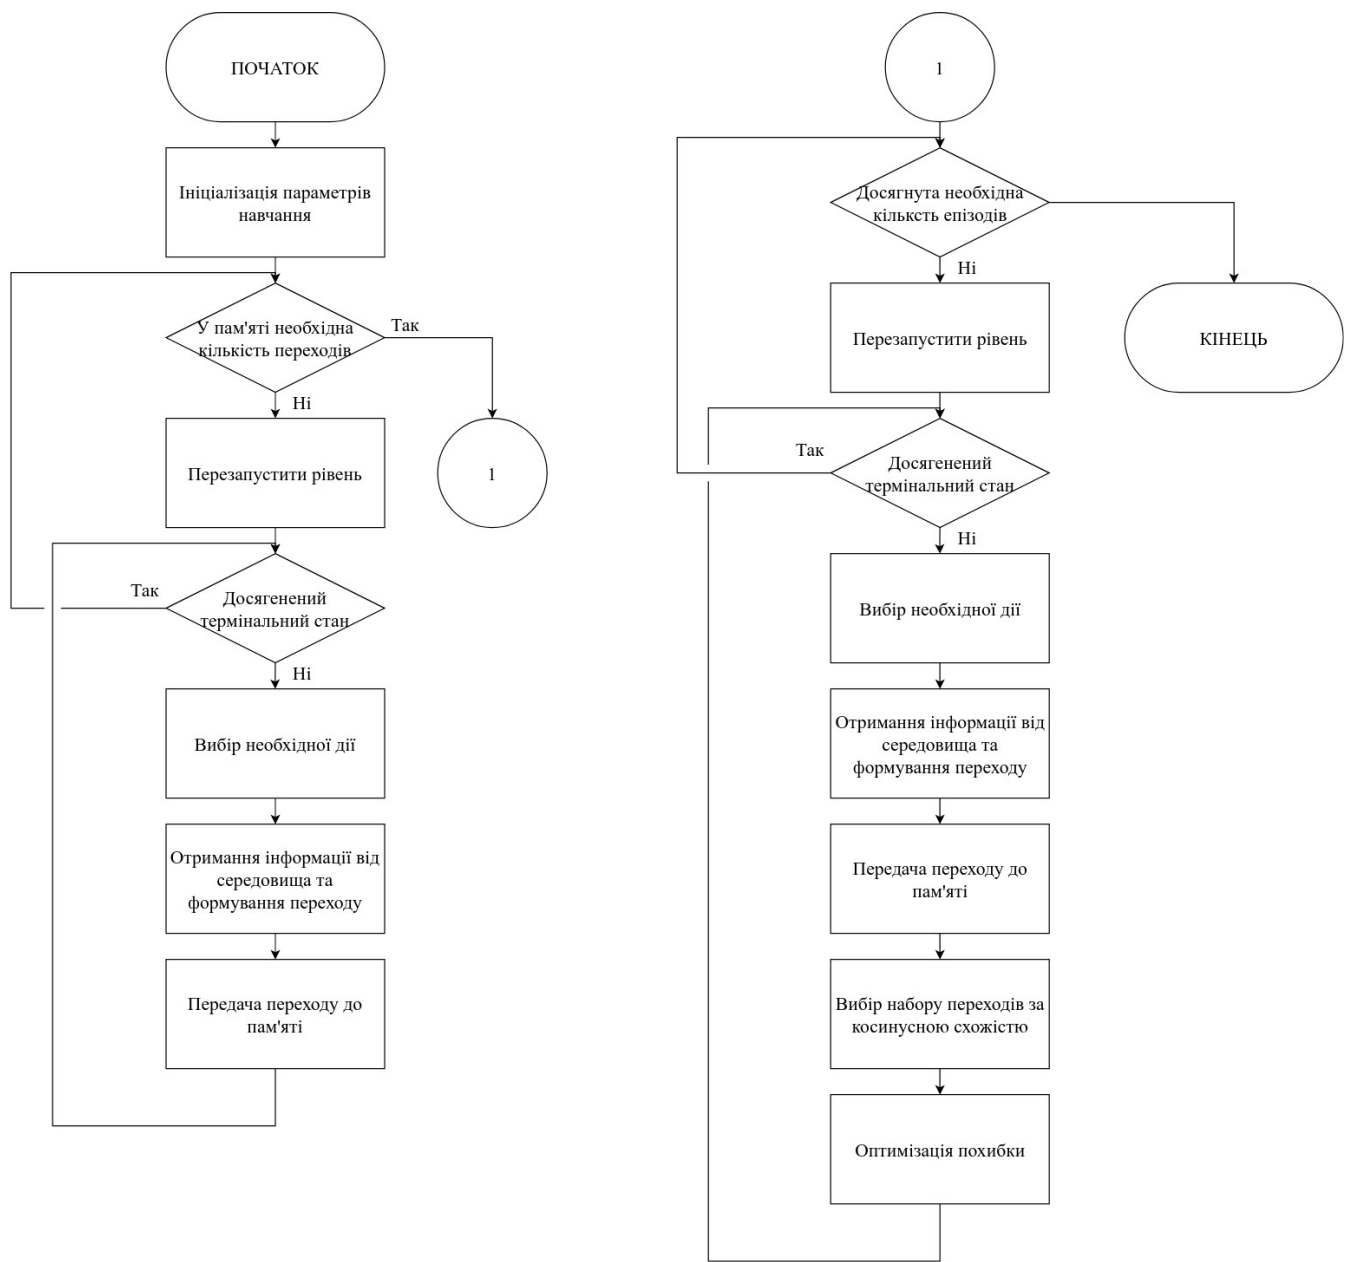 ПОЧАТОК
Ініціалізація параметрів
навчання
У пам'яті необхідна
кількість переходів
Так
Ні
Перезапустити рівень
1
Досягенений
термінальний стан
Так
Ні
Вибір необхідної дії
Отримання інформації від
середовища та
формування переходу
Передача переходу до
пам'яті
1
Досягнута необхідна
кільксть епізодів
Ні
Перезапустити рівень
КІНЕЦЬ
Досягенений
термінальний стан
Так
Ні
Вибір необхідної дії
Отримання інформації від
середовища та
формування переходу
Передача переходу до
пам'яті
Вибір набору переходів за
косинусною схожістю
Оптимізація похибки